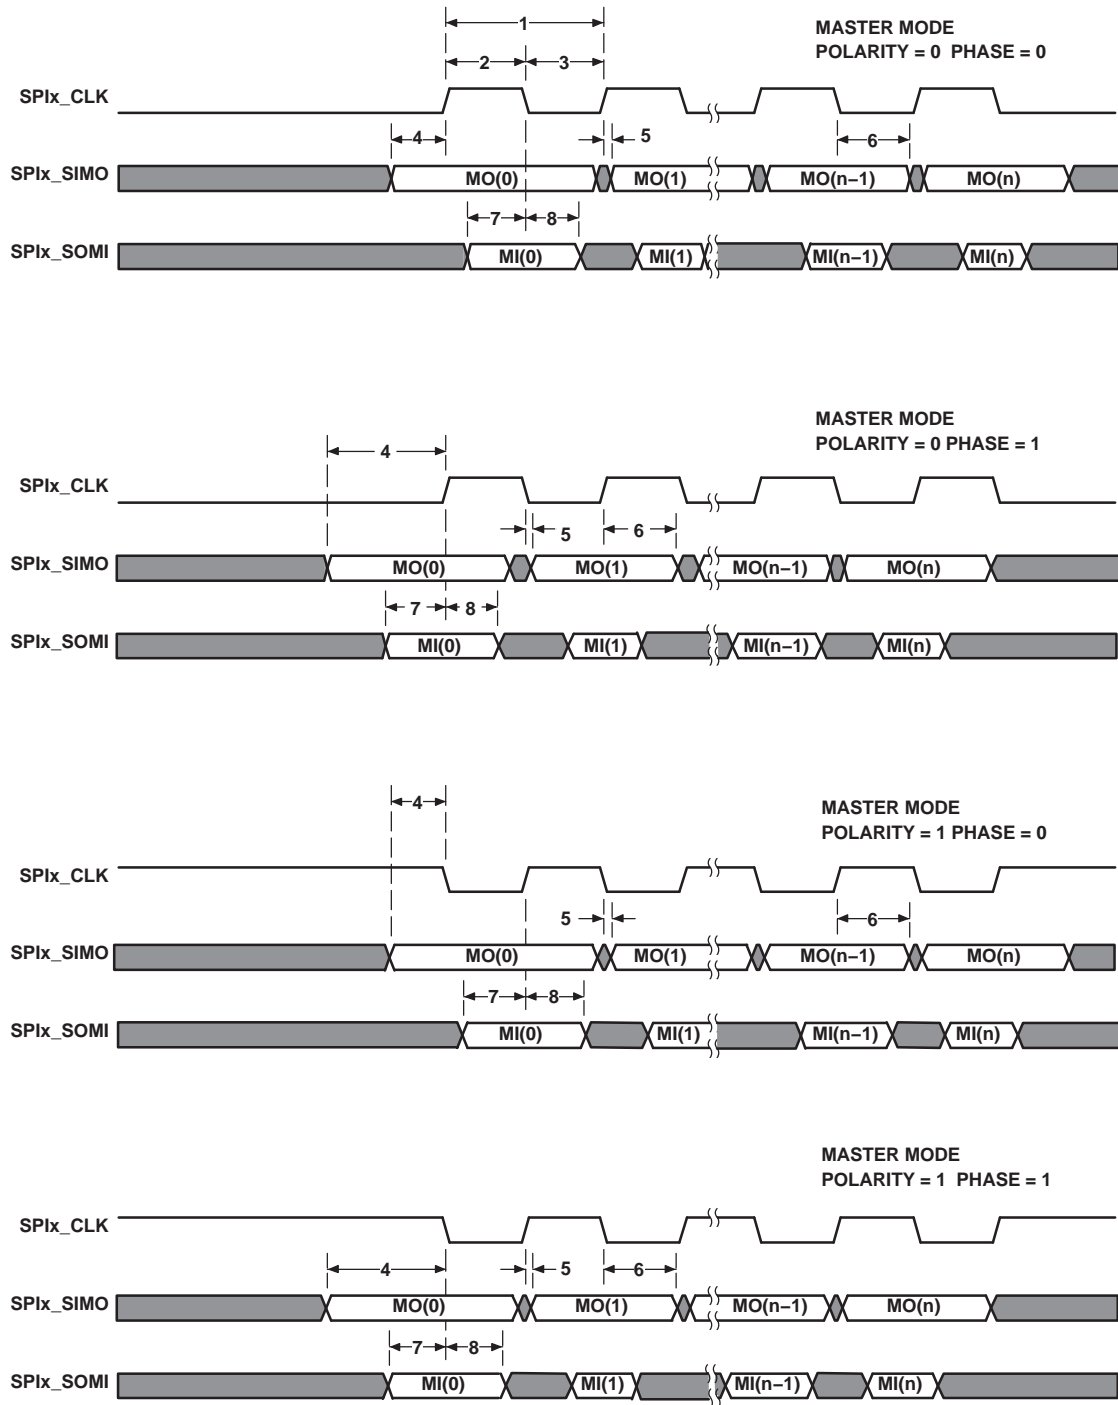 1
MASTER MODE
POLARITY = 0 PHASE = 0
2 3
SPIx_CLK
4 5 6
SPIx_SIMO MO(0) MO(1) MO(n−1) MO(n)
7 8
SPIx_SOMI MI(0) MI(1) MI(n−1) MI(n)
MASTER MODE
POLARITY = 0 PHASE = 1
4
SPIx_CLK
5 6
SPIx_SIMO MO(0) MO(1) MO(n−1) MO(n)
7 8
SPIx_SOMI MI(0) MI(1) MI(n−1) MI(n)
4
MASTER MODE
POLARITY = 1 PHASE = 0
SPIx_CLK
5 6
SPIx_SIMO MO(0) MO(1) MO(n−1) MO(n)
7 8
SPIx_SOMI MI(0) MI(1) MI(n−1) MI(n)
MASTER MODE
POLARITY = 1 PHASE = 1
SPIx_CLK
4 5 6
SPIx_SIMO MO(0) MO(1) MO(n−1) MO(n)
7 8
SPIx_SOMI MI(0) MI(1) MI(n−1) MI(n)